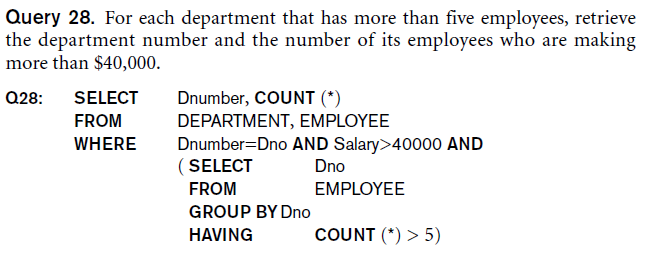 Query 28. For each department that has more than five employees, retrieve
the department number and the number of its employees who are making
more than $40,000.
Q28: SELECT Dnumber, COUNT (*)
FROM DEPARTMENT, EMPLOYEE
WHERE Dnumber=Dno AND Salary>40000 AND
( SELECT Dno
FROM EMPLOYEE
GROUP BY Dno
HAVING COUNT (*) > 5)